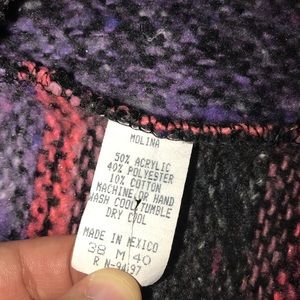 MOLINA
50% ACRYLIC
40% POLYESTER
10% COTTON
MACHINE OR HAND
WASH COOL TUMBLE
DRY COOL
MADE IN MEXICO
38 M 40
R N-94197